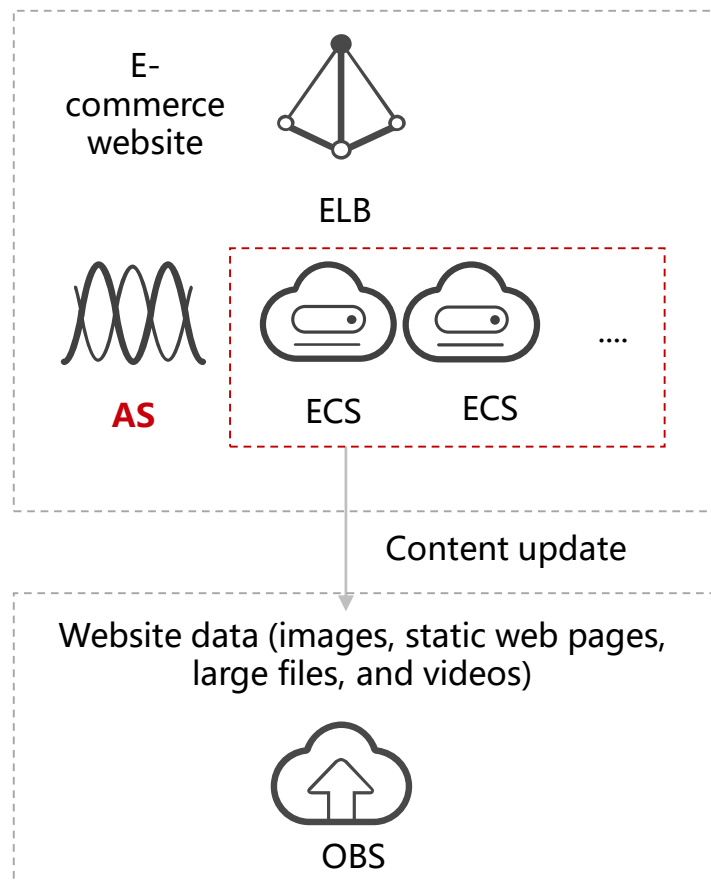 E-
commerce
website
ELB
AS
ECS
ECS
....
Content update
Website data (images, static web pages,
large files, and videos)
OBS